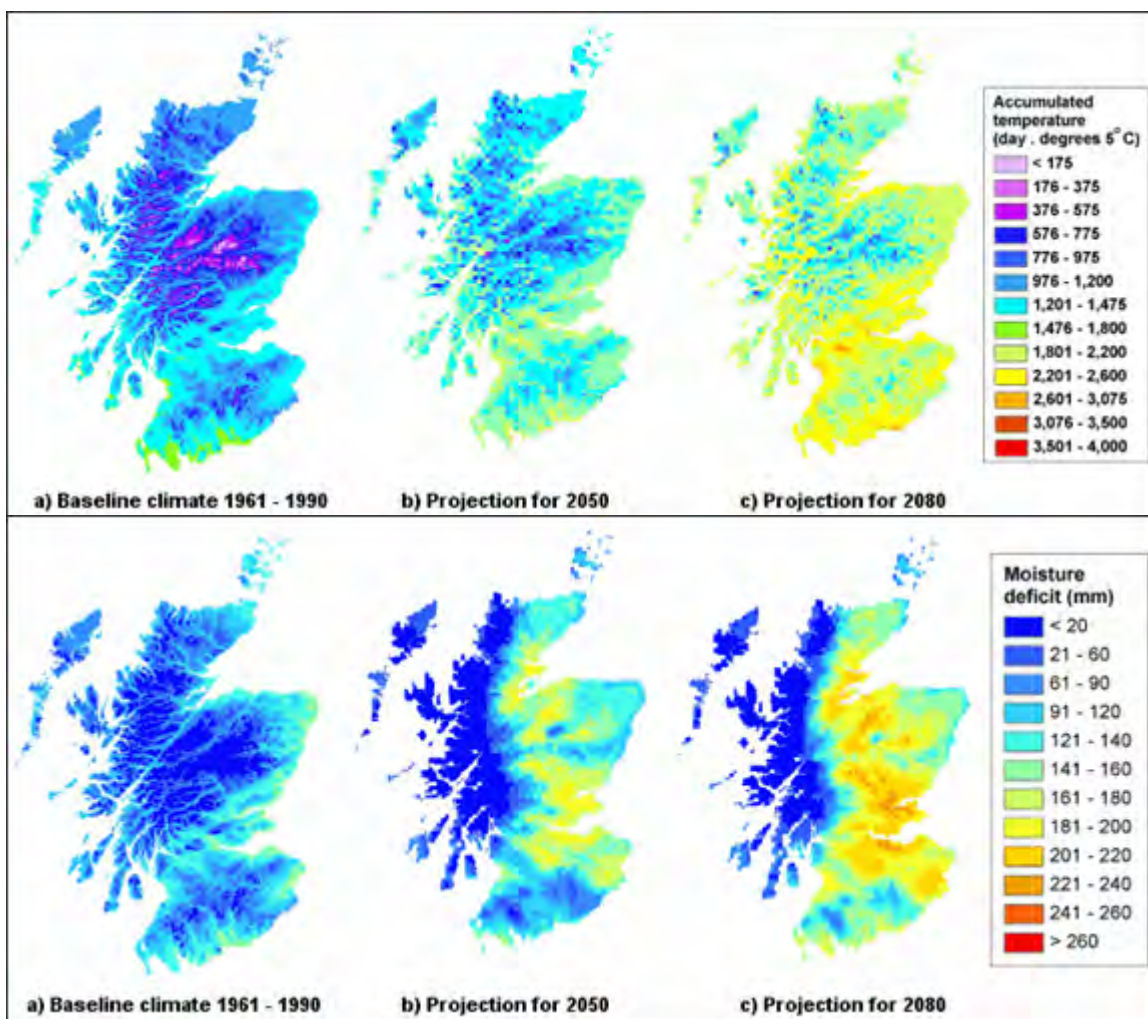 Accumulated
temperature
(day . degrees 5°C)
< 175
176 - 375
376 - 575
576 - 775
776 - 975
976 - 1,200
1,201 - 1,475
1,476 - 1,800
1,801 - 2,200
2,201 - 2,600
2,601 - 3,075
3,076 - 3,500
3,501 - 4,000
a) Baseline climate 1961 - 1990
b) Projection for 2050
c) Projection for 2080
Moisture
deficit (mm)
< 20
21 - 60
61 - 90
91 - 120
121 - 140
141 - 160
161 - 180
181 - 200
201 - 220
221 - 240
241 - 260
> 260
a) Baseline climate 1961 - 1990
b) Projection for 2050
c) Projection for 2080